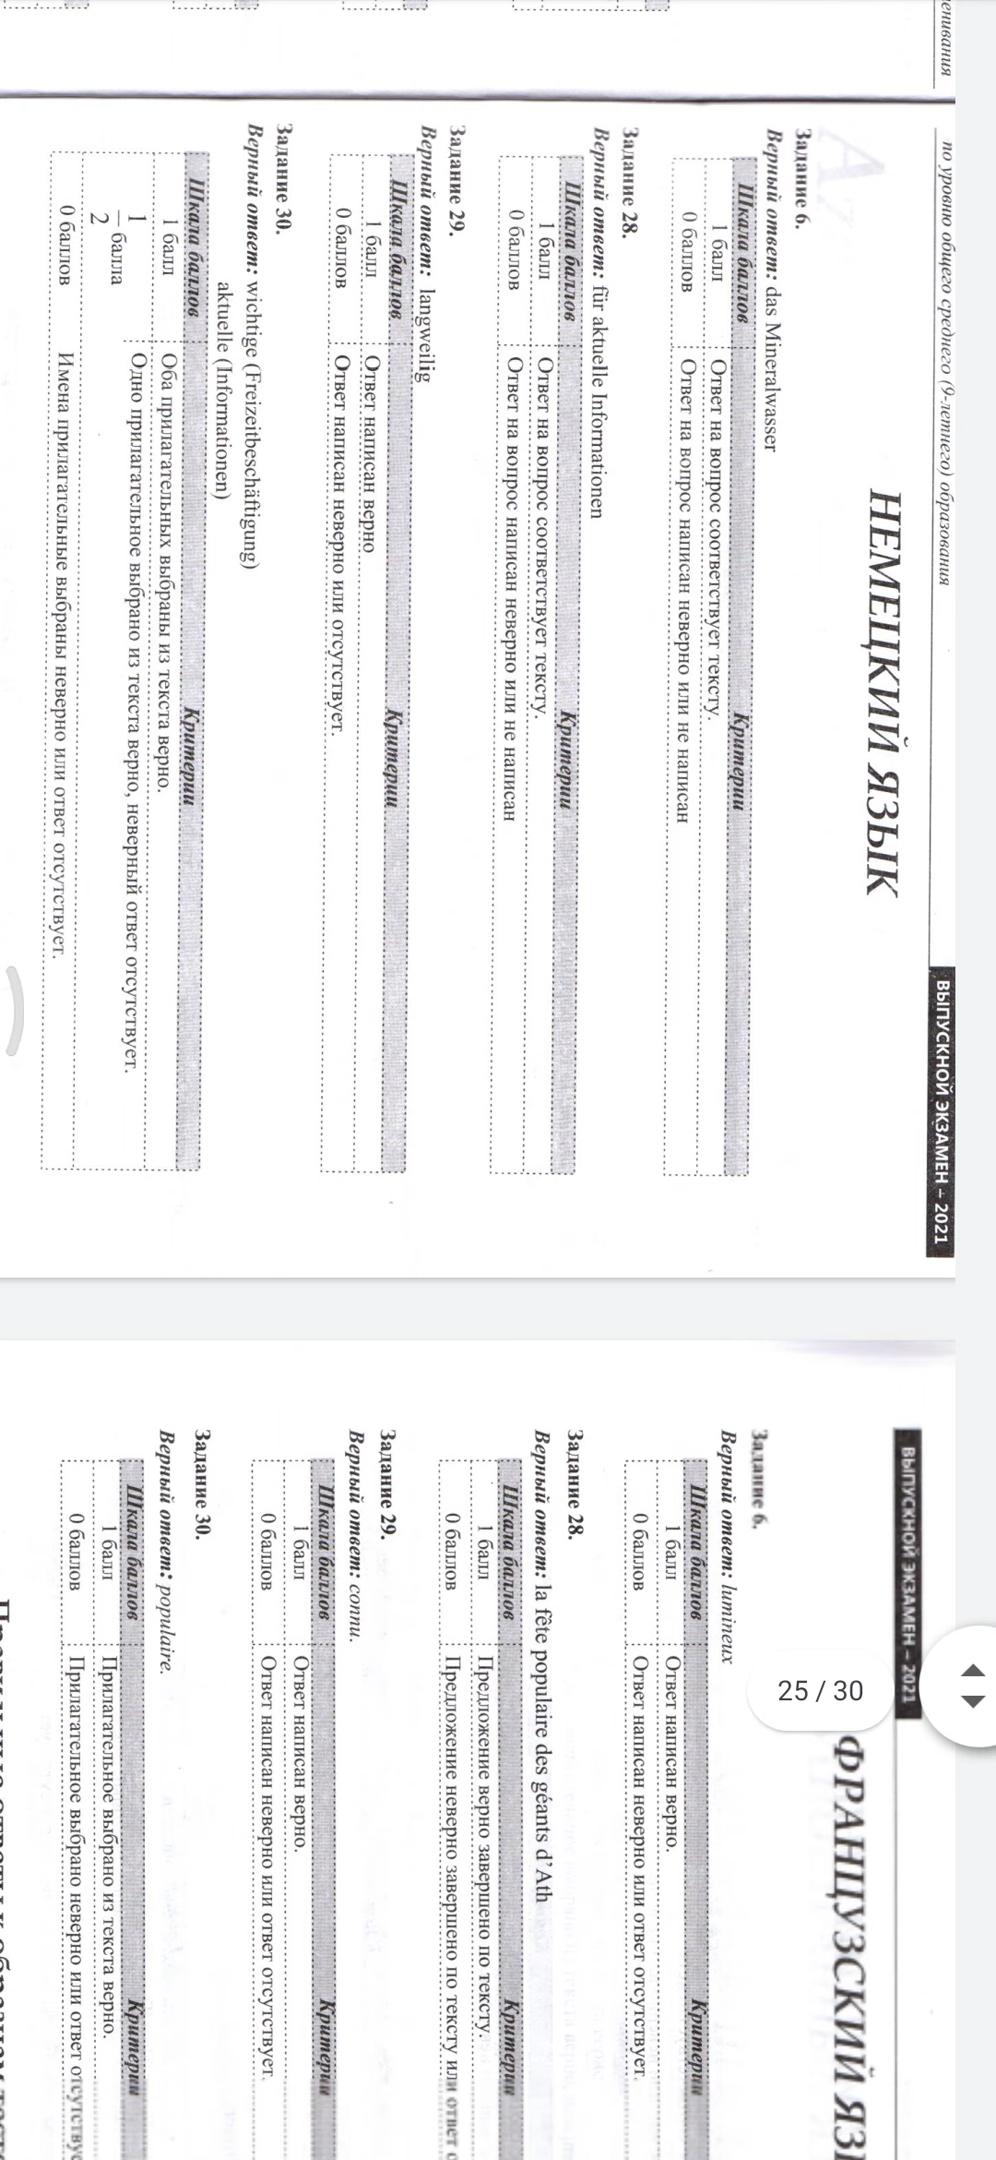 ценивания
по уровню общего среднего (9-летнего) образования
ВЫПУСКНОЙ ЭКЗАМЕН – 2021
НЕМЕЦКИЙ ЯЗЫК
Задание 6.
Верный ответ: das Mineralwasser
Шкала баллов Критерии
1 балл Ответ на вопрос соответствует тексту.
0 баллов Ответ на вопрос написан неверно или не написан
Задание 28.
Верный ответ: für aktuelle Informationen
Шкала баллов Критерии
1 балл Ответ на вопрос соответствует тексту.
0 баллов Ответ на вопрос написан неверно или не написан
Задание 29.
Верный ответ: langweilig
Шкала баллов Критерии
1 балл Ответ написан верно
0 баллов Ответ написан неверно или отсутствует.
Задание 30.
Верный ответ: wichtige (Freizeitbeschäftigung)
aktuelle (Informationen)
Шкала баллов Критерии
1 балл Оба прилагательных выбраны из текста верно.
1/2 балла Одно прилагательное выбрано из текста верно, неверный ответ отсутствует.
0 баллов Имена прилагательные выбраны неверно или ответ отсутствует.
ВЫПУСКНОЙ ЭКЗАМЕН – 2021
ФРАНЦУЗСКИЙ ЯЗЫ
Задание 6.
Верный ответ: lumineux
Шкала баллов Критерии
1 балл Ответ написан верно.
0 баллов Ответ написан неверно или ответ отсутствует.
Задание 28.
Верный ответ: la fête populaire des géants d'Ath
Шкала баллов Критерии
1 балл Предложение верно завершено по тексту.
0 баллов Предложение неверно завершено по тексту или ответ о
Задание 29.
Верный ответ: connu.
Шкала баллов Критерии
1 балл Ответ написан верно.
0 баллов Ответ написан неверно или ответ отсутствует.
Задание 30.
Верный ответ: populaire.
Шкала баллов Критерии
1 балл Прилагательное выбрано из текста верно.
0 баллов Прилагательное выбрано неверно или ответ отсутствуе
25 / 30